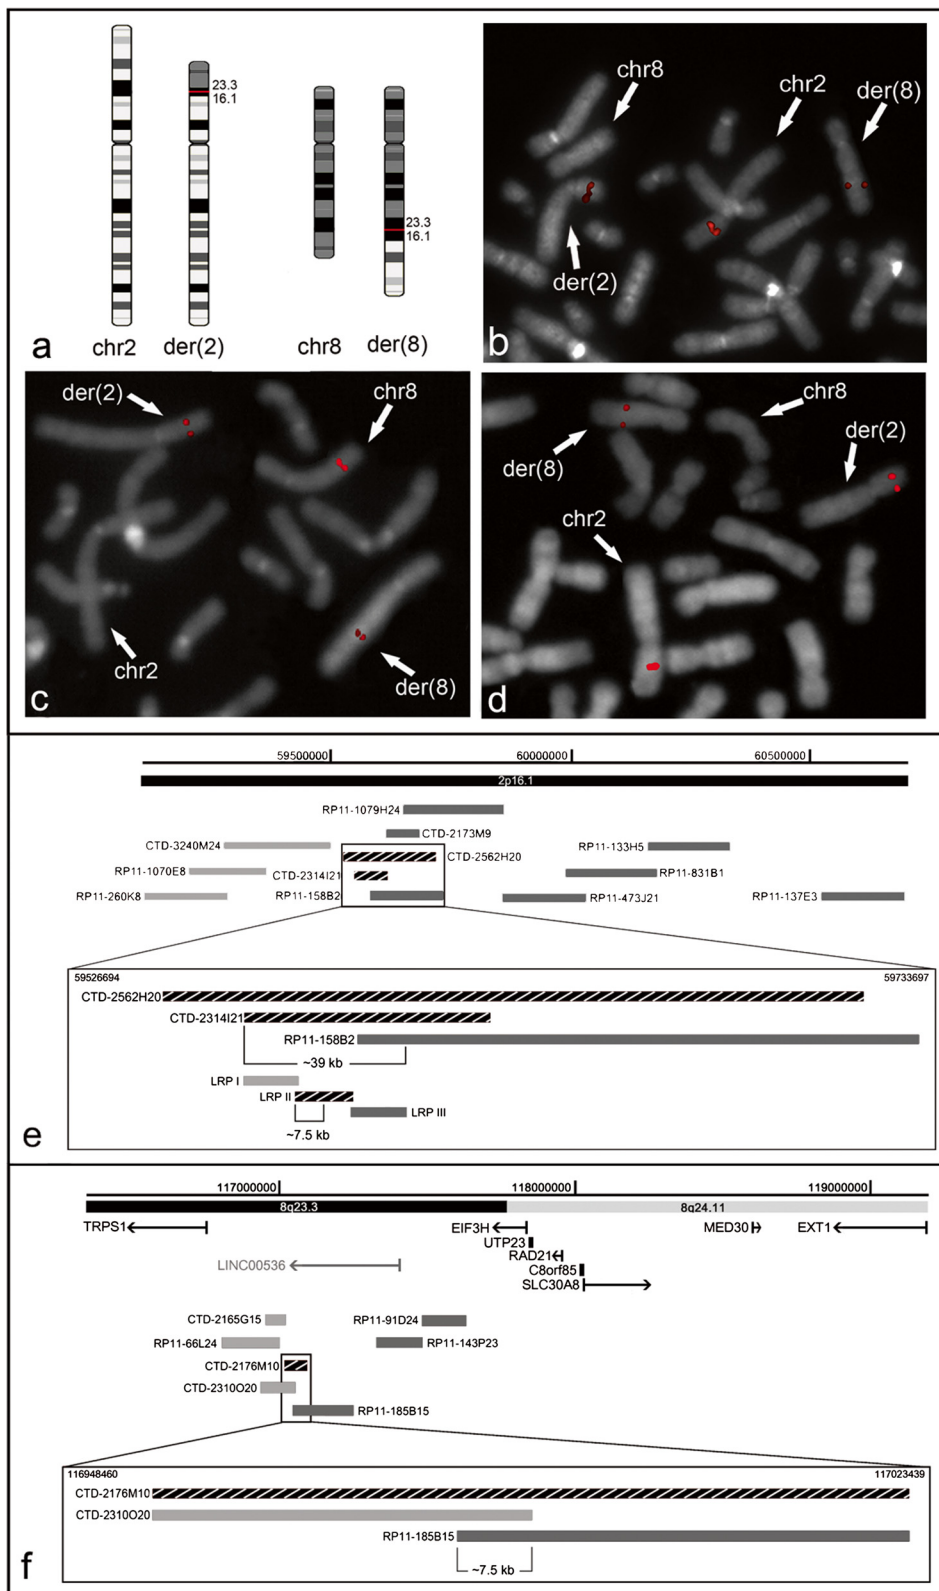 23.3
16.1
23.3
16.1
a
chr2
der(2)
chr8
der(8)
chr8
chr2
der(8)
der(2)
b
der(2)
chr8
chr2
der(8)
c
chr8
der(8)
der(2)
chr2
d
59500000
60000000
60500000
2p16.1
RP11-1079H24
CTD-3240M24
CTD-2173M9
RP11-133H5
CTD-2562H20
RP11-1070E8
CTD-2314I21
RP11-831B1
RP11-260K8
RP11-158B2
RP11-473J21
RP11-137E3
59526694
59733697
CTD-2562H20
CTD-2314I21
RP11-158B2
~39 kb
LRP I
LRP II
LRP III
~7.5 kb
e
117000000
118000000
119000000
8q23.3
8q24.11
TRPS1
EIF3H
MED30
EXT1
UTP23
RAD21
LINC00536
C8orf85
SLC30A8
CTD-2165G15
RP11-91D24
RP11-66L24
RP11-143P23
CTD-2176M10
CTD-2310O20
RP11-185B15
116948460
117023439
CTD-2176M10
CTD-2310O20
RP11-185B15
~7.5 kb
f